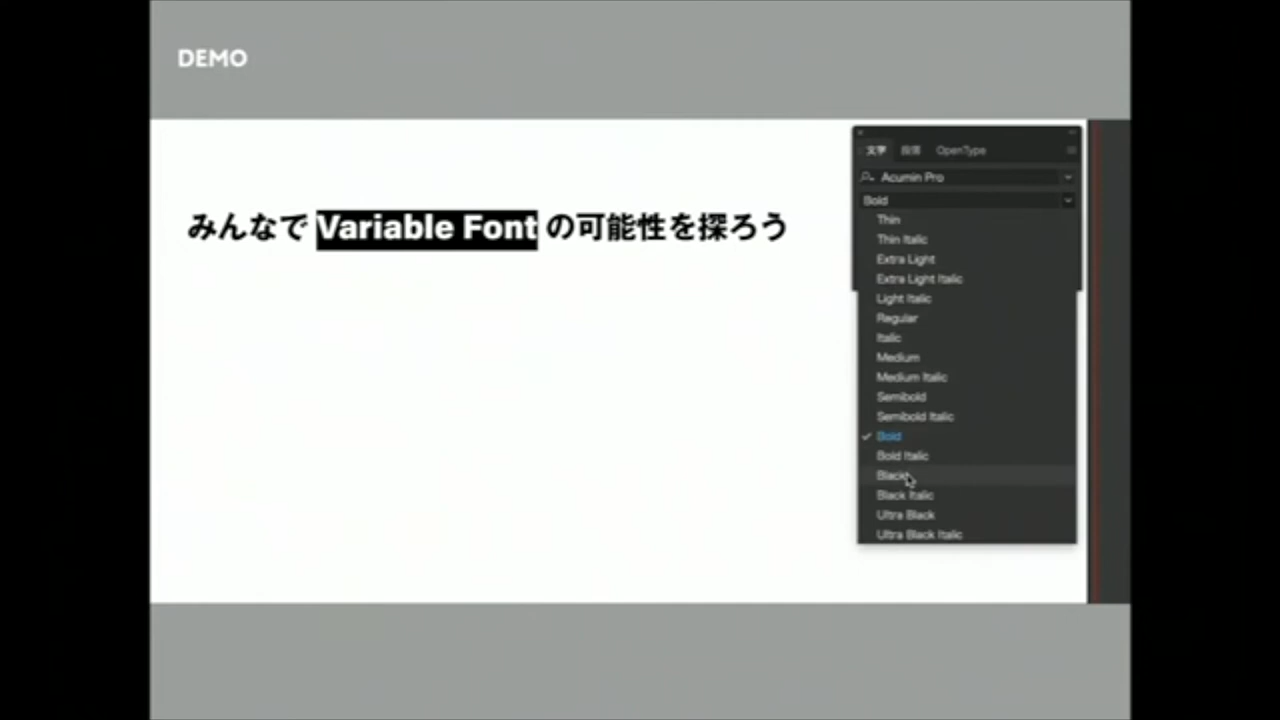 DEMO
みんなで Variable Font の可能性を探ろう
文字 段落 OpenType
Acumin Pro
Bold
Thin
Thin Italic
Extra Light
Extra Light Italic
Light Italic
Regular
Italic
Medium
Medium Italic
Semibold
Semibold Italic
Bold
Bold Italic
Black
Black Italic
Ultra Black
Ultra Black Italic